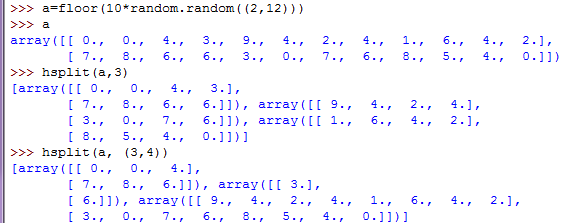 >>> a=floor(10*random.random((2,12)))
>>> a
array([[ 0., 0., 4., 3., 9., 4., 2., 4., 1., 6., 4., 2.],
[ 7., 8., 6., 6., 3., 0., 7., 6., 8., 5., 4., 0.]])
>>> hsplit(a,3)
[array([[ 0., 0., 4., 3.],
[ 7., 8., 6., 6.]]), array([[ 9., 4., 2., 4.],
[ 3., 0., 7., 6.]]), array([[ 1., 6., 4., 2.],
[ 8., 5., 4., 0.]])]
>>> hsplit(a, (3,4))
[array([[ 0., 0., 4.],
[ 7., 8., 6.]]), array([[ 3.],
[ 6.]]), array([[ 9., 4., 2., 4., 1., 6., 4., 2.],
[ 3., 0., 7., 6., 8., 5., 4., 0.]])]